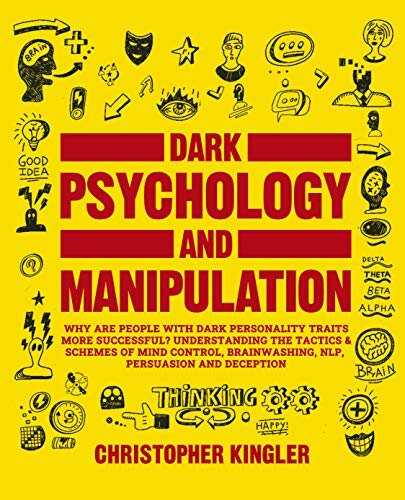 BRAIN
GOOD
IDEA
DARK
PSYCHOLOGY
AND
MANIPULATION
WHY ARE PEOPLE WITH DARK PERSONALITY TRAITS
MORE SUCCESSFUL? UNDERSTANDING THE TACTICS &
SCHEMES OF MIND CONTROL, BRAINWASHING, NLP,
PERSUASION AND DECEPTION
DELTA
THETA
BETA
ALPHA
BRAIN
THINKING
HAPPY!
CHRISTOPHER KINGLER